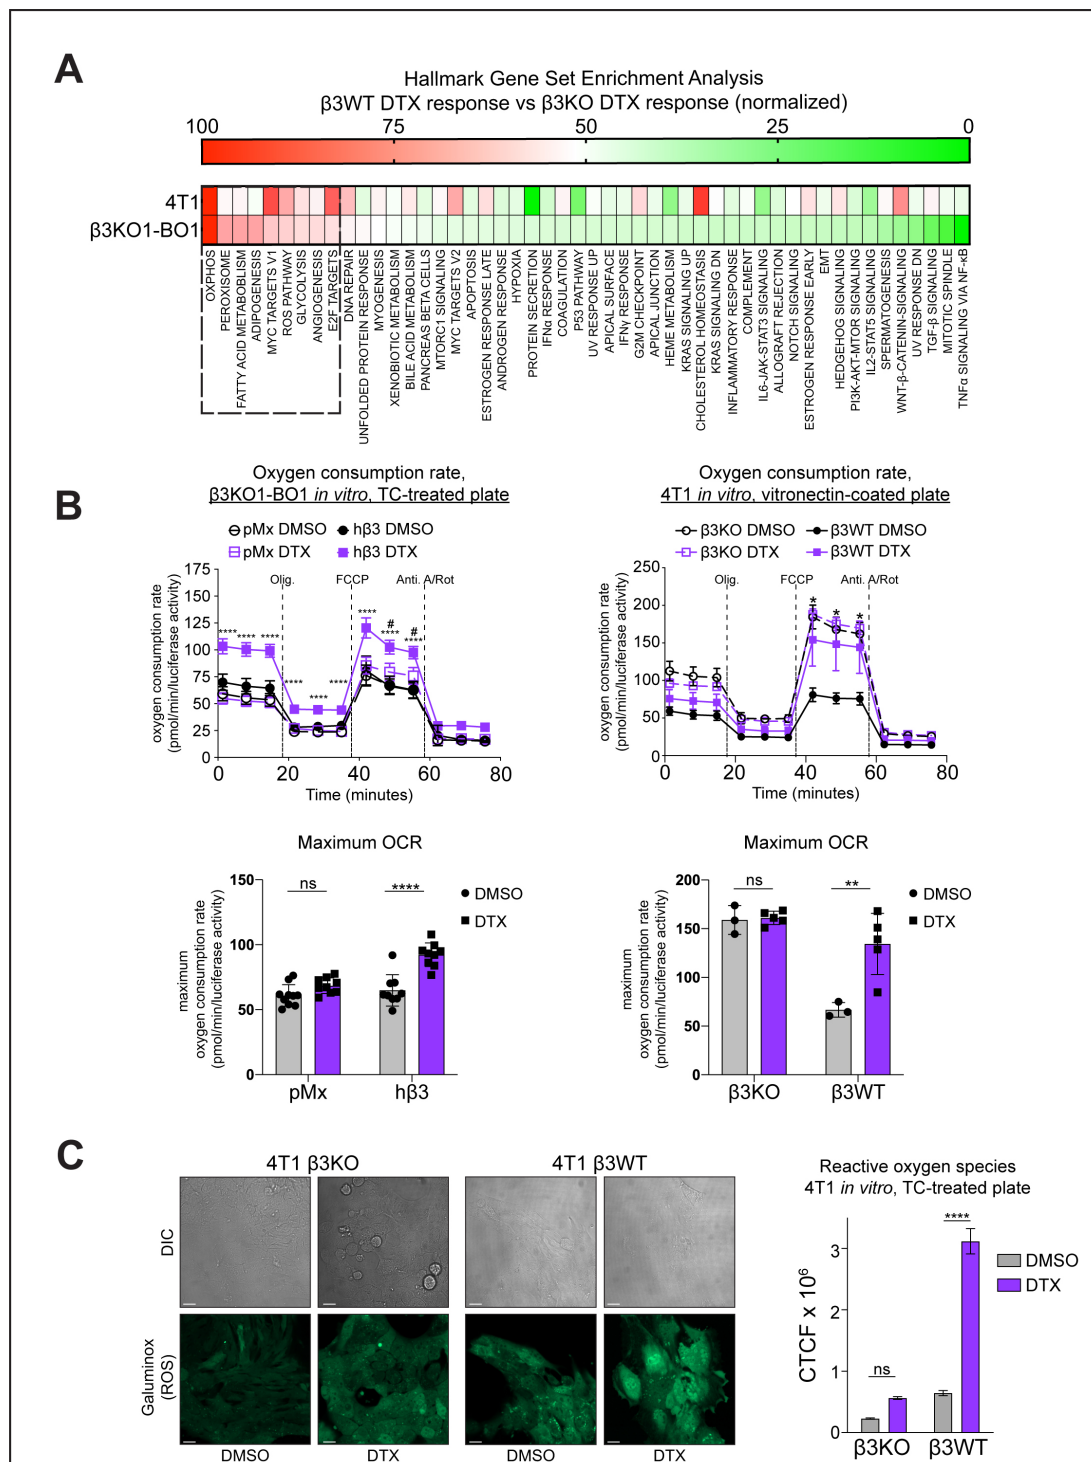 A
Hallmark Gene Set Enrichment Analysis
β3WT DTX response vs β3KO DTX response (normalized)
100 75 50 25 0
4T1
β3KO1-BO1
OXPHOS
PEROXISOME
FATTY ACID METABOBLISM
ADIPOGENESIS
MYC TARGETS V1
ROS PATHWAY
GLYCOLYSIS
ANGIOGENESIS
E2F TARGETS
DNA REPAIR
UNFOLDED PROTEIN RESPONSE
MYOGENESIS
XENOBIOTIC METABOLISM
BILE ACID METABOLISM
PANCREAS BETA CELLS
MTORC1 SIGNALING
MYC TARGETS V2
APOPTOSIS
ESTROGEN RESPONSE LATE
ANDROGEN RESPONSE
HYPOXIA
PROTEIN SECRETION
IFNα RESPONSE
COAGULATION
P53 PATHWAY
UV RESPONSE UP
APICAL SURFACE
IFNγ RESPONSE
G2M CHECKPOINT
APICAL JUNCTION
HEME METABOLISM
KRAS SIGNALING UP
CHOLESTEROL HOMEOSTASIS
KRAS SIGNALING DN
INFLAMMATORY RESPONSE
COMPLEMENT
IL6-JAK-STAT3 SIGNALING
ALLOGRAFT REJECTION
NOTCH SIGNALING
ESTROGEN RESPONSE EARLY
EMT
HEDGEHOG SIGNALING
PI3K-AKT-MTOR SIGNALING
IL2-STAT5 SIGNALING
SPERMATOGENESIS
WNT-β-CATENIN-SIGNALING
UV RESPONSE DN
TGF-β SIGNALING
MITOTIC SPINDLE
TNFα SIGNALING VIA NF-κB
B
Oxygen consumption rate,
β3KO1-BO1 in vitro, TC-treated plate
pMx DMSO hβ3 DMSO
pMx DTX hβ3 DTX
oxygen consumption rate
(pmol/min/luciferase activity)
175
150
125
100
75
50
25
0
Olig. FCCP Anti. A/Rot
**** **** **** **** **** **** **** # **** # ****
0 20 40 60 80
Time (minutes)
Oxygen consumption rate,
4T1 in vitro, vitronectin-coated plate
β3KO DMSO β3WT DMSO
β3KO DTX β3WT DTX
oxygen consumption rate
(pmol/min/luciferase activity)
250
200
150
100
50
0
Olig. FCCP Anti. A/Rot
* * *
0 20 40 60 80
Time (minutes)
Maximum OCR
maximum
oxygen consumption rate
(pmol/min/luciferase activity)
150
100
50
0
ns ****
DMSO
DTX
pMx hβ3
Maximum OCR
maximum
oxygen consumption rate
(pmol/min/luciferase activity)
200
150
100
50
0
ns **
DMSO
DTX
β3KO β3WT
C
4T1 β3KO 4T1 β3WT
DIC
Galuminox
(ROS)
DMSO DTX DMSO DTX
Reactive oxygen species
4T1 in vitro, TC-treated plate
CTCF x 10⁶
3
2
1
0
ns ****
DMSO
DTX
β3KO β3WT